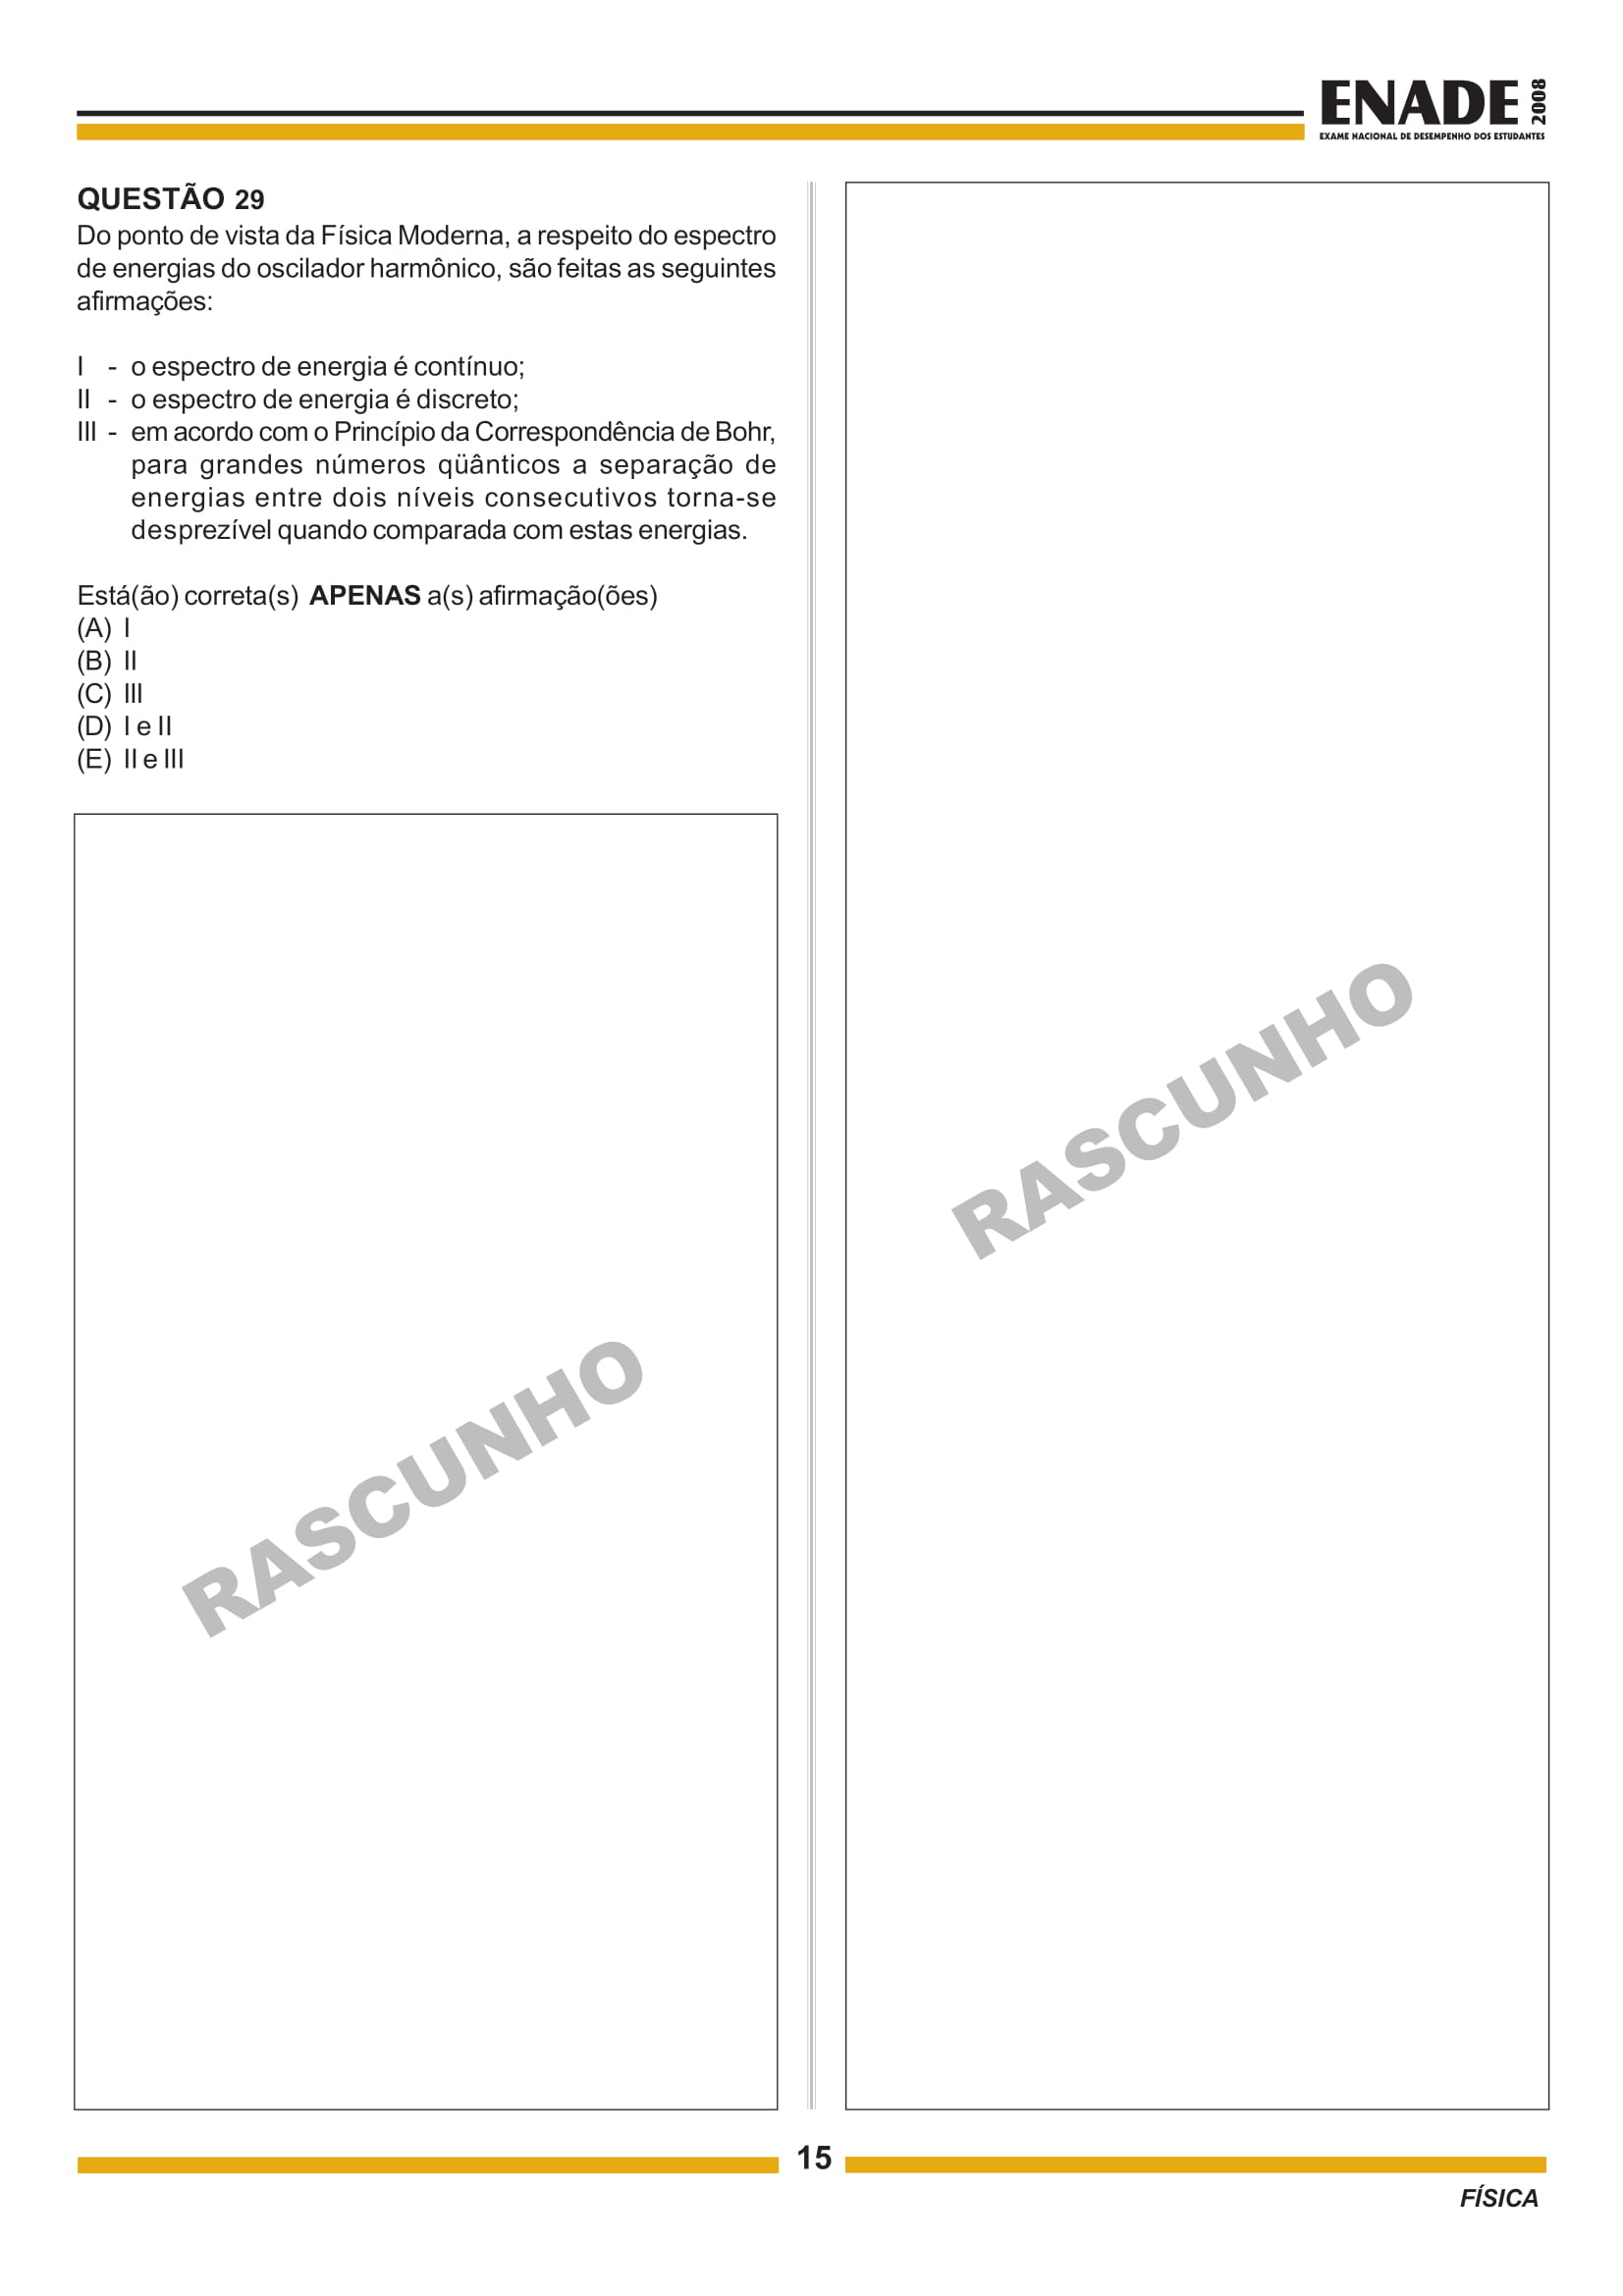 ENADE 2008
EXAME NACIONAL DE DESEMPENHO DOS ESTUDANTES
QUESTÃO 29
Do ponto de vista da Física Moderna, a respeito do espectro
de energias do oscilador harmônico, são feitas as seguintes
afirmações:
I - o espectro de energia é contínuo;
II - o espectro de energia é discreto;
III - em acordo com o Princípio da Correspondência de Bohr,
para grandes números qüânticos a separação de
energias entre dois níveis consecutivos torna-se
desprezível quando comparada com estas energias.
Está(ão) correta(s) APENAS a(s) afirmação(ões)
(A) I
(B) II
(C) III
(D) I e II
(E) II e III
RASCUNHO
RASCUNHO
15
FÍSICA